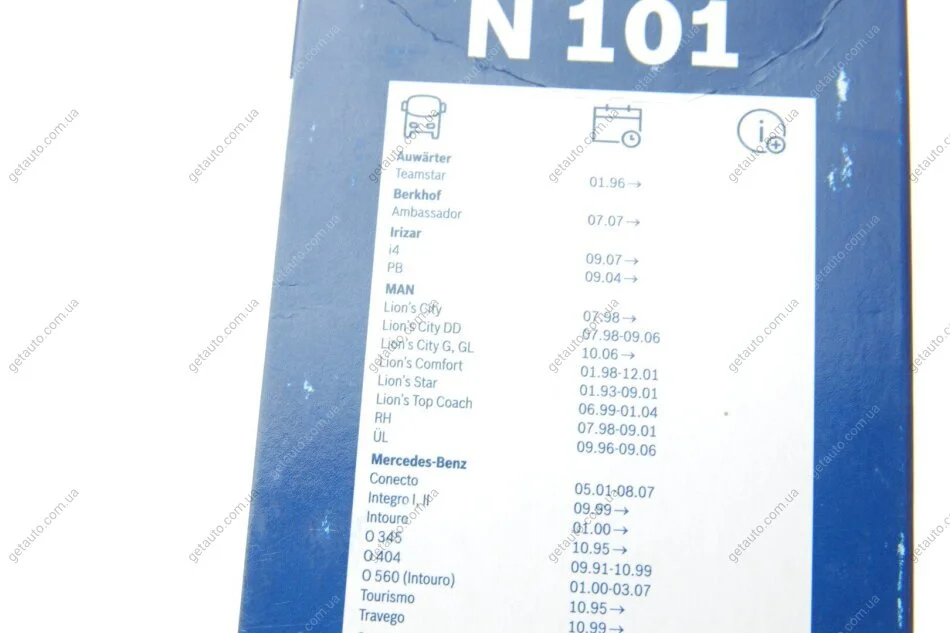 N 101
Auwärter
Teamstar 01.96→
Berkhof
Ambassador 07.07→
Irizar
i4 09.07→
PB 09.04→
MAN
Lion's City 07.98→
Lion's City DD 07.98-09.06
Lion's City G, GL 10.06→
Lion's Comfort 01.98-12.01
Lion's Star 01.93-09.01
Lion's Top Coach 06.99-01.04
RH 07.98-09.01
ÜL 09.96-09.06
Mercedes-Benz
Conecto 05.01-08.07
Integro I, II 09.99→
Intouro 01.00→
O 345 10.95→
O 404 09.91-10.99
O 560 (Intouro) 01.00-03.07
Tourismo 10.95→
Travego 10.99→
getauto.com.ua